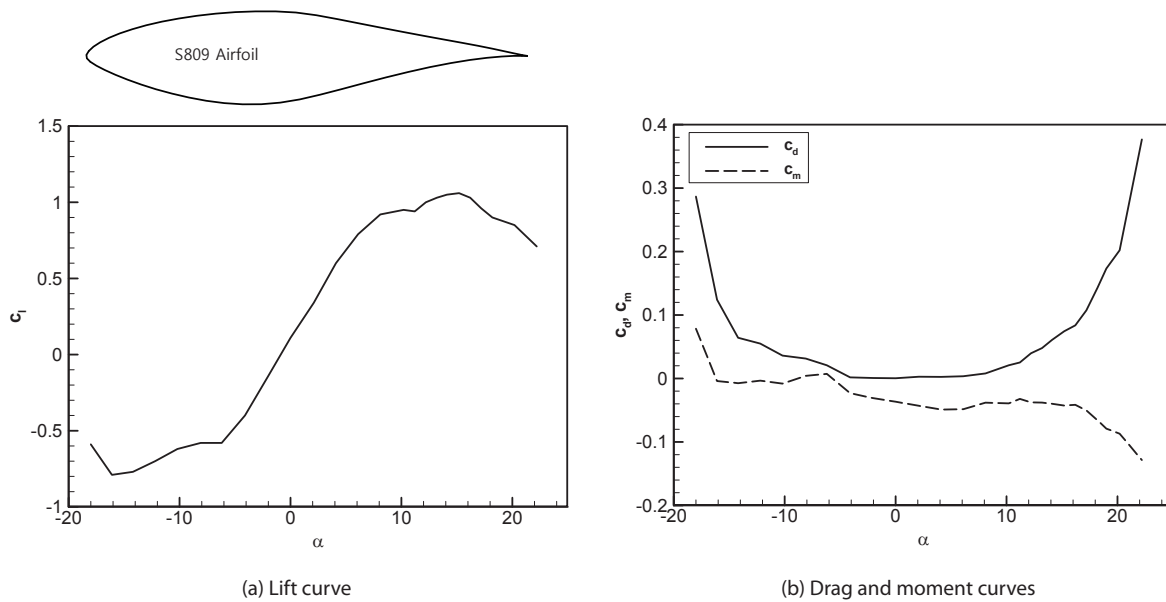 S809 Airfoil
1.5
1
0.5
0
-0.5
-1
-20
-10
0
10
20
c_l
α
(a) Lift curve
0.4
0.3
0.2
0.1
0
-0.1
-0.2
-20
-10
0
10
20
c_d, c_m
α
c_d
c_m
(b) Drag and moment curves